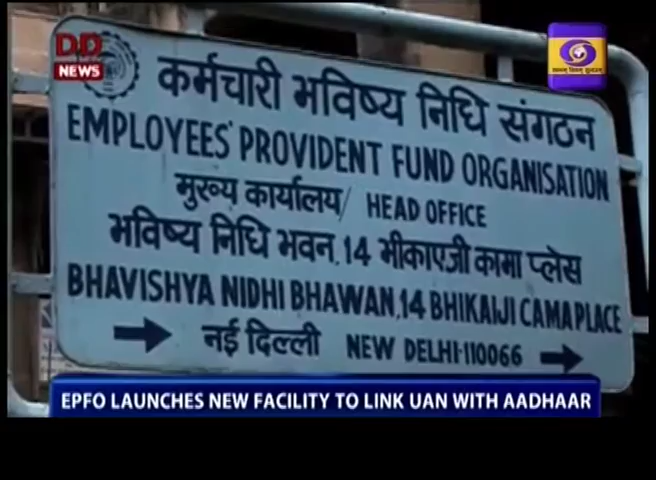 DD
NEWS
कर्मचारी भविष्य निधि संगठन
EMPLOYEES' PROVIDENT FUND ORGANISATION
मुख्य कार्यालय/ HEAD OFFICE
भविष्य निधि भवन, 14 भीकाएजी कामा प्लेस
BHAVISHYA NIDHI BHAWAN, 14 BHIKAIJI CAMA PLACE
नई दिल्ली NEW DELHI-110066
EPFO LAUNCHES NEW FACILITY TO LINK UAN WITH AADHAAR